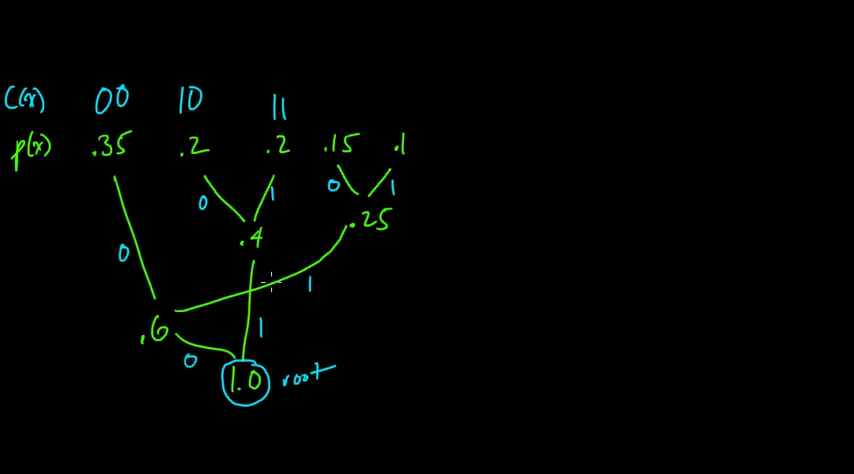 C(x) 00 10 11
p(x) .35 .2 .2 .15 .1
0 1 0 1
.4 .25
0 1
.6 1
0 1.0 root